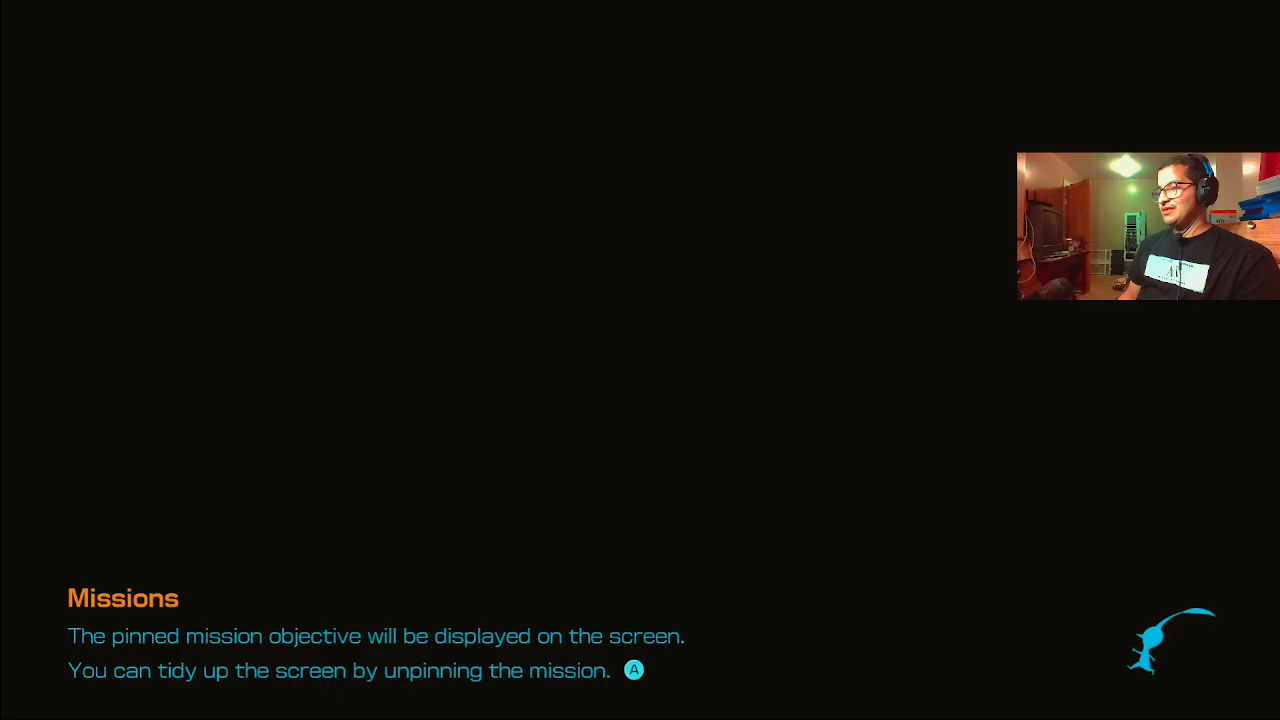 Missions
The pinned mission objective will be displayed on the screen.
You can tidy up the screen by unpinning the mission. A